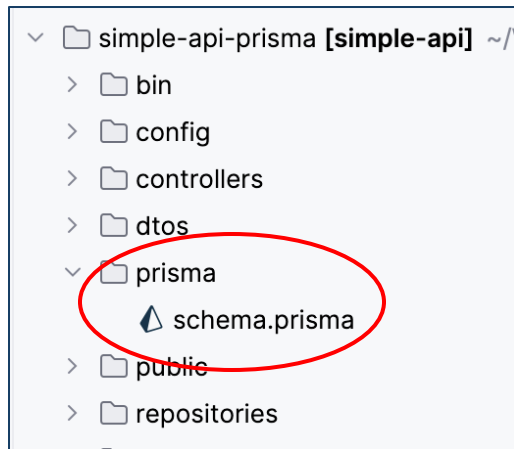 simple-api-prisma [simple-api] ~/
bin
config
controllers
dtos
prisma
schema.prisma
public
repositories